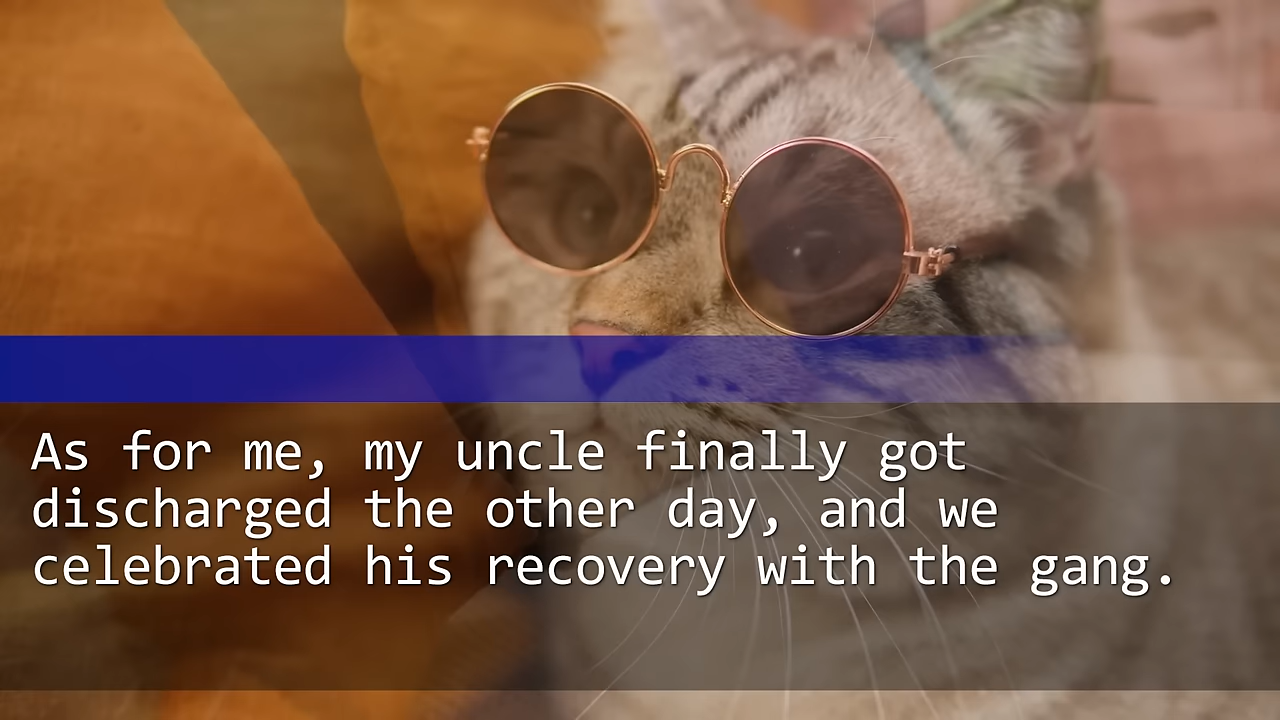 As for me, my uncle finally got
discharged the other day, and we
celebrated his recovery with the gang.